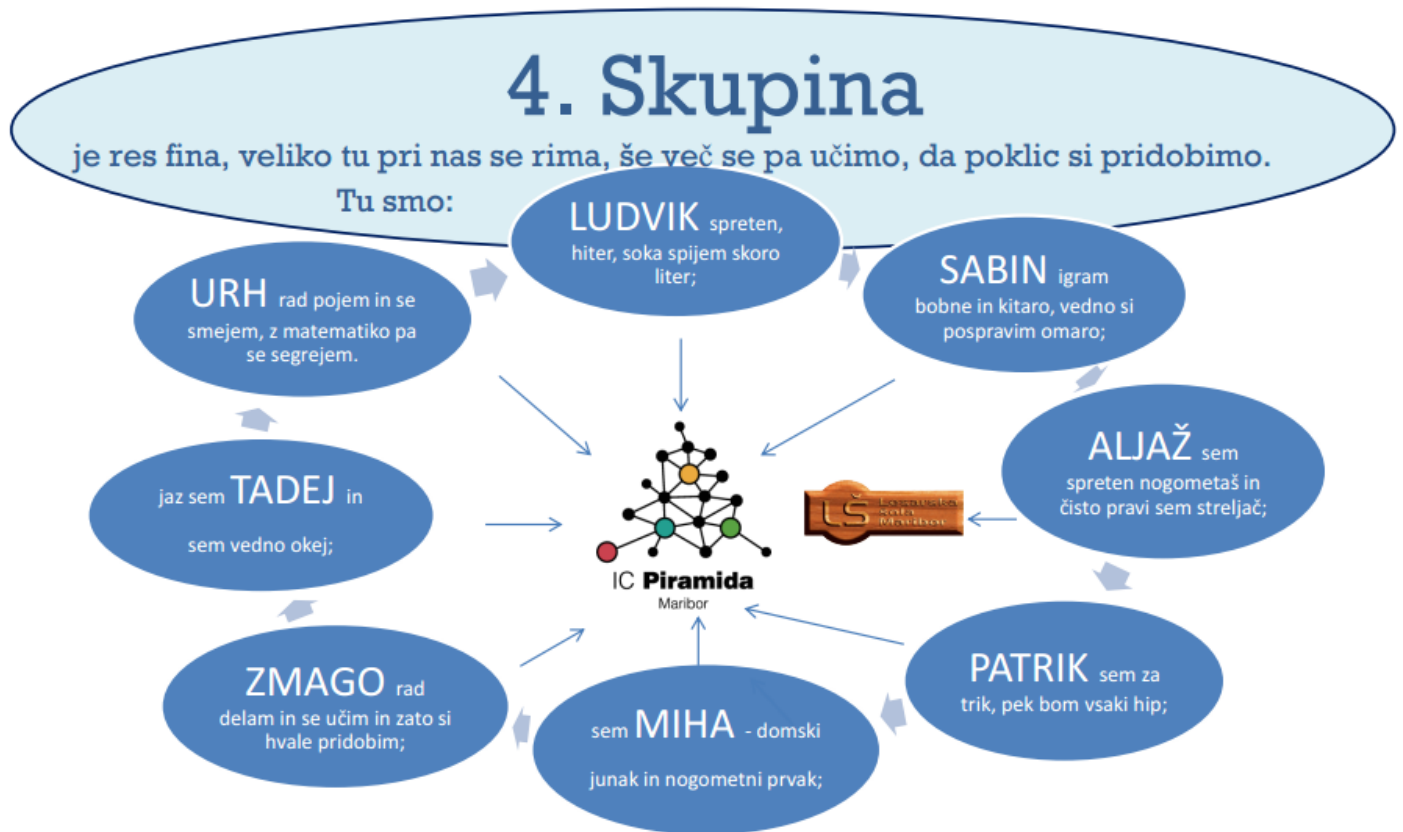 4. Skupina
je res fina, veliko tu pri nas se rima, še več se pa učimo, da poklic si pridobimo.
Tu smo:
LUDVIK spreten,
hiter, soka spijem skoro
liter;
SABIN igram
bobne in kitaro, vedno si
pospravim omaro;
ALJAŽ sem
spreten nogometaš in
čisto pravi sem streljač;
PATRIK sem za
trik, pek bom vsaki hip;
sem MIHA - domski
junak in nogometni prvak;
ZMAGO rad
delam in se učim in zato si
hvale pridobim;
jaz sem TADEJ in
sem vedno okej;
URH rad pojem in se
smejem, z matematiko pa
se segrejem.
IC Piramida
Maribor
LŠ
Maribor